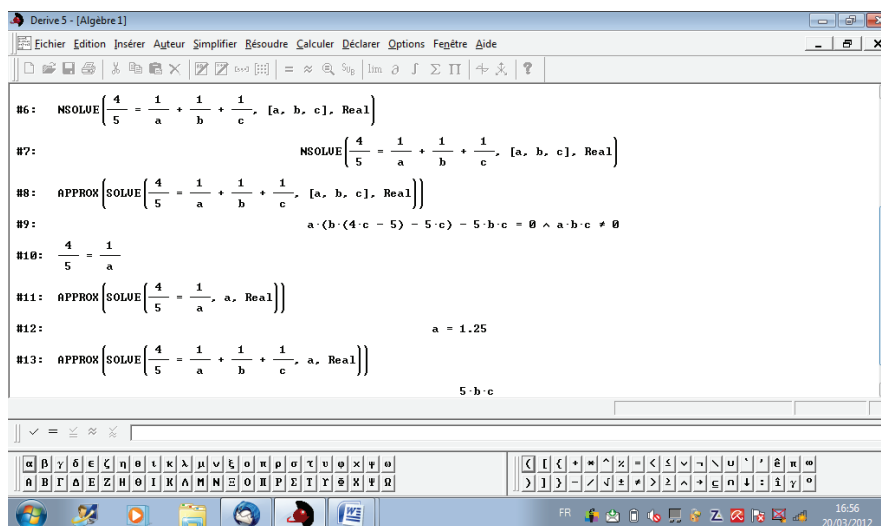 Derive 5 - [Algèbre 1]
Fichier Edition Insérer Auteur Simplifier Résoudre Calculer Déclarer Options Fenêtre Aide
= ≈ Sub lim ∂ ∫ Σ Π ?
#6: NSOLVE(4/5 = 1/a + 1/b + 1/c, [a, b, c], Real)
#7: NSOLVE(4/5 = 1/a + 1/b + 1/c, [a, b, c], Real)
#8: APPROX(SOLVE(4/5 = 1/a + 1/b + 1/c, [a, b, c], Real))
#9: a·(b·(4·c - 5) - 5·c) - 5·b·c = 0 ∧ a·b·c ≠ 0
#10: 4/5 = 1/a
#11: APPROX(SOLVE(4/5 = 1/a, a, Real))
#12: a = 1.25
#13: APPROX(SOLVE(4/5 = 1/a + 1/b + 1/c, a, Real))
5·b·c
α β γ δ ε ζ η θ ι κ λ μ ν ξ ο π ρ σ τ υ φ χ ψ ω ( [ { + * ^ % = < ≤ ∨ ¬ \ ∪ ` ' ê π ∞
Α Β Γ Δ Ε Ζ Η Θ Ι Κ Λ Μ Ν Ξ Ο Π Ρ Σ Τ Υ Φ Χ Ψ Ω ) ] } - / √ ± ≠ > ≥ ∧ → ⊆ ∩ ↓ : î γ °
FR 16:56
20/03/2012